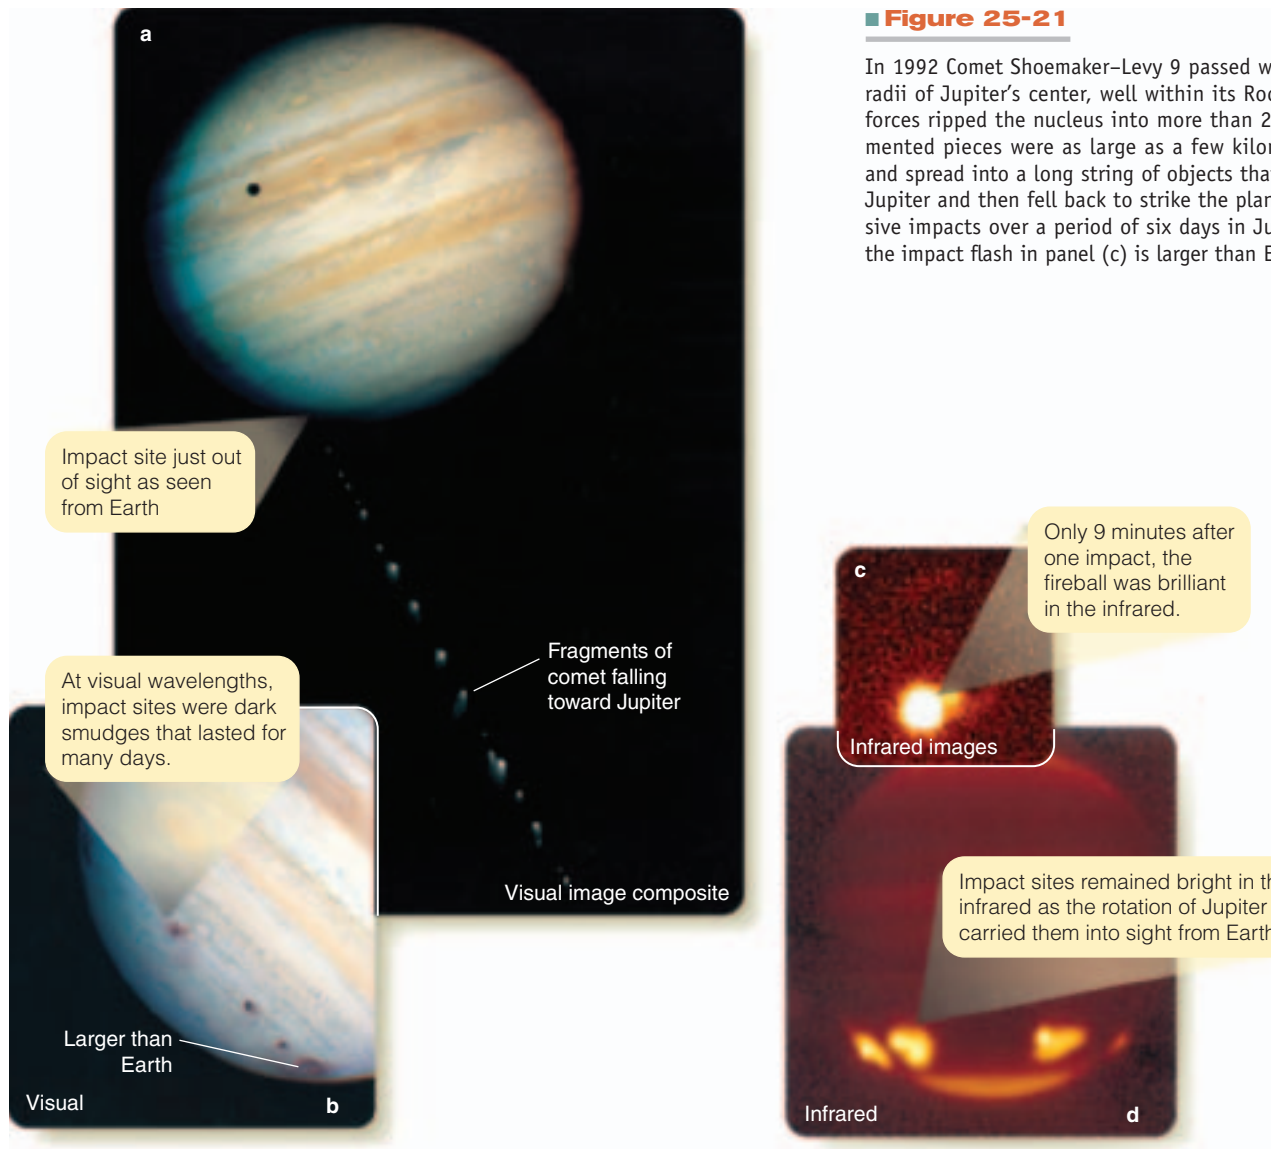 a
Figure 25-21
In 1992 Comet Shoemaker–Levy 9 passed
radii of Jupiter’s center, well within its
forces ripped the nucleus into more than
mented pieces were as large as a few
and spread into a long string of objects
Jupiter and then fell back to strike the
sive impacts over a period of six days in
the impact flash in panel (c) is larger than
Impact site just out
of sight as seen
from Earth
Fragments of
comet falling
toward Jupiter
Visual image composite
At visual wavelengths,
impact sites were dark
smudges that lasted for
many days.
Larger than
Earth
Visual
b
c
Only 9 minutes after
one impact, the
fireball was brilliant
in the infrared.
Infrared images
Impact sites remained bright in
infrared as the rotation of Jupiter
carried them into sight from Earth
Infrared
d